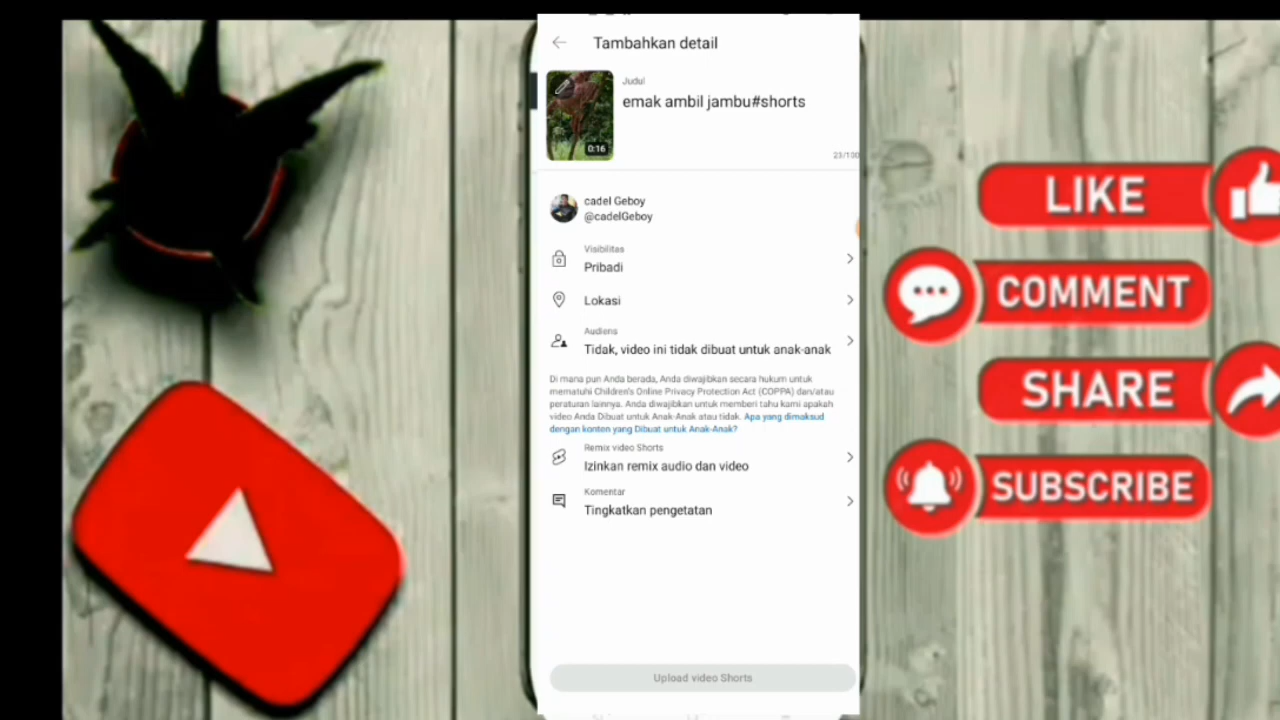 Tambahkan detail
Judul
emak ambil jambu#shorts
0:16
23/100
cadel Geboy
@cadelGeboy
Visibilitas
Pribadi
Lokasi
Audiens
Tidak, video ini tidak dibuat untuk anak-anak
Di mana pun Anda berada, Anda diwajibkan secara hukum untuk
mematuhi Children's Online Privacy Protection Act (COPPA) dan/atau
peraturan lainnya. Anda diwajibkan untuk memberi tahu kami apakah
video Anda Dibuat untuk Anak-Anak atau tidak. Apa yang dimaksud
dengan konten yang Dibuat untuk Anak-Anak?
Remix video Shorts
Izinkan remix audio dan video
Komentar
Tingkatkan pengetatan
Upload video Shorts
LIKE
COMMENT
SHARE
SUBSCRIBE